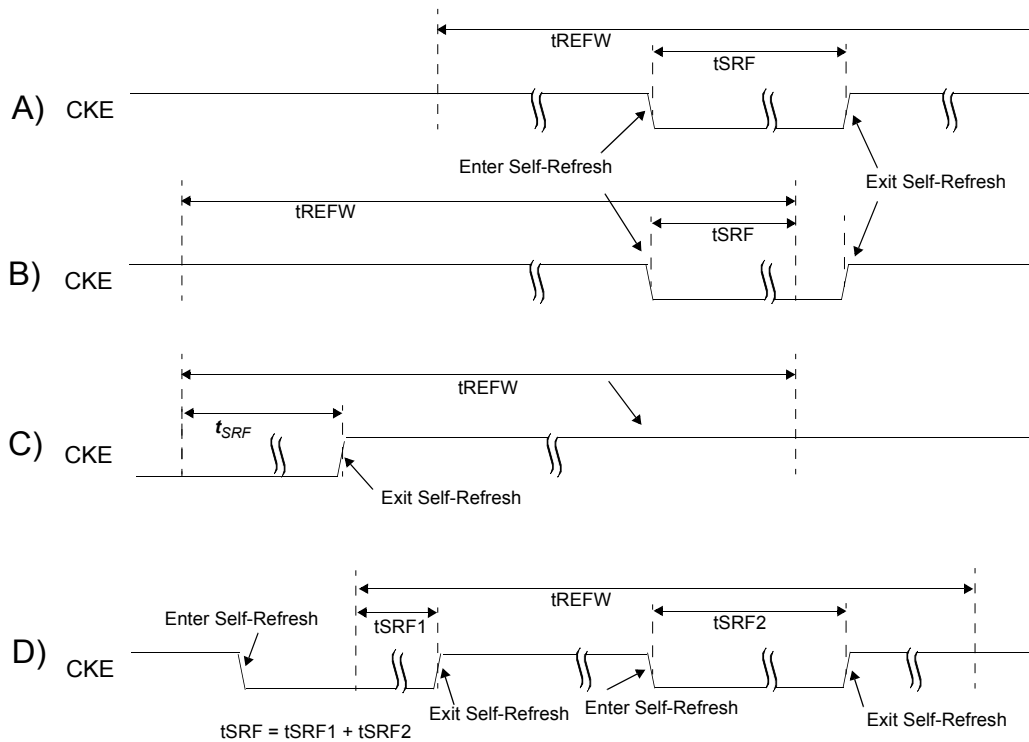 tREFW
tSRF
A) CKE
Enter Self-Refresh
Exit Self-Refresh
tREFW
tSRF
B) CKE
tREFW
tSRF
C) CKE
Exit Self-Refresh
tREFW
Enter Self-Refresh
tSRF1
tSRF2
D) CKE
Exit Self-Refresh
Enter Self-Refresh
Exit Self-Refresh
tSRF = tSRF1 + tSRF2